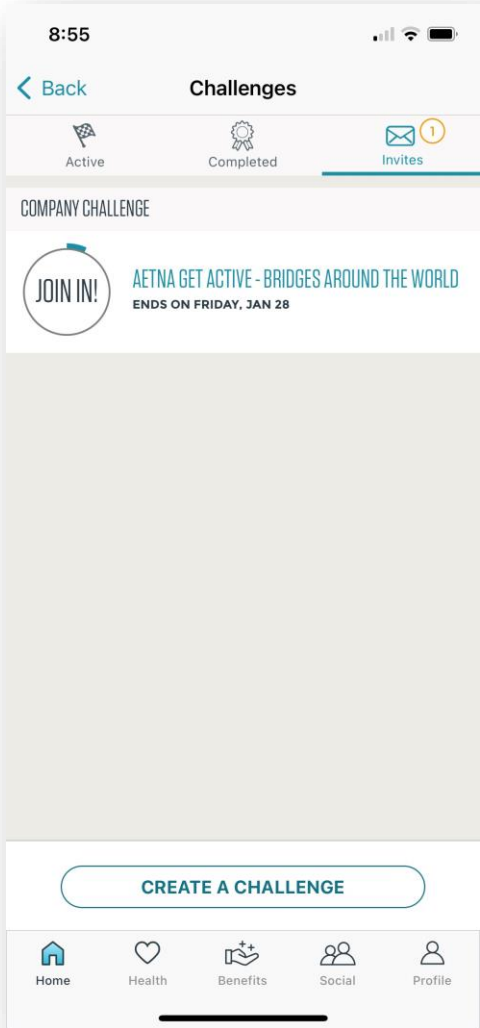 8:55
Back
Challenges
Active
Completed
1
Invites
COMPANY CHALLENGE
JOIN IN!
AETNA GET ACTIVE - BRIDGES AROUND THE WORLD
ENDS ON FRIDAY, JAN 28
CREATE A CHALLENGE
Home
Health
Benefits
Social
Profile